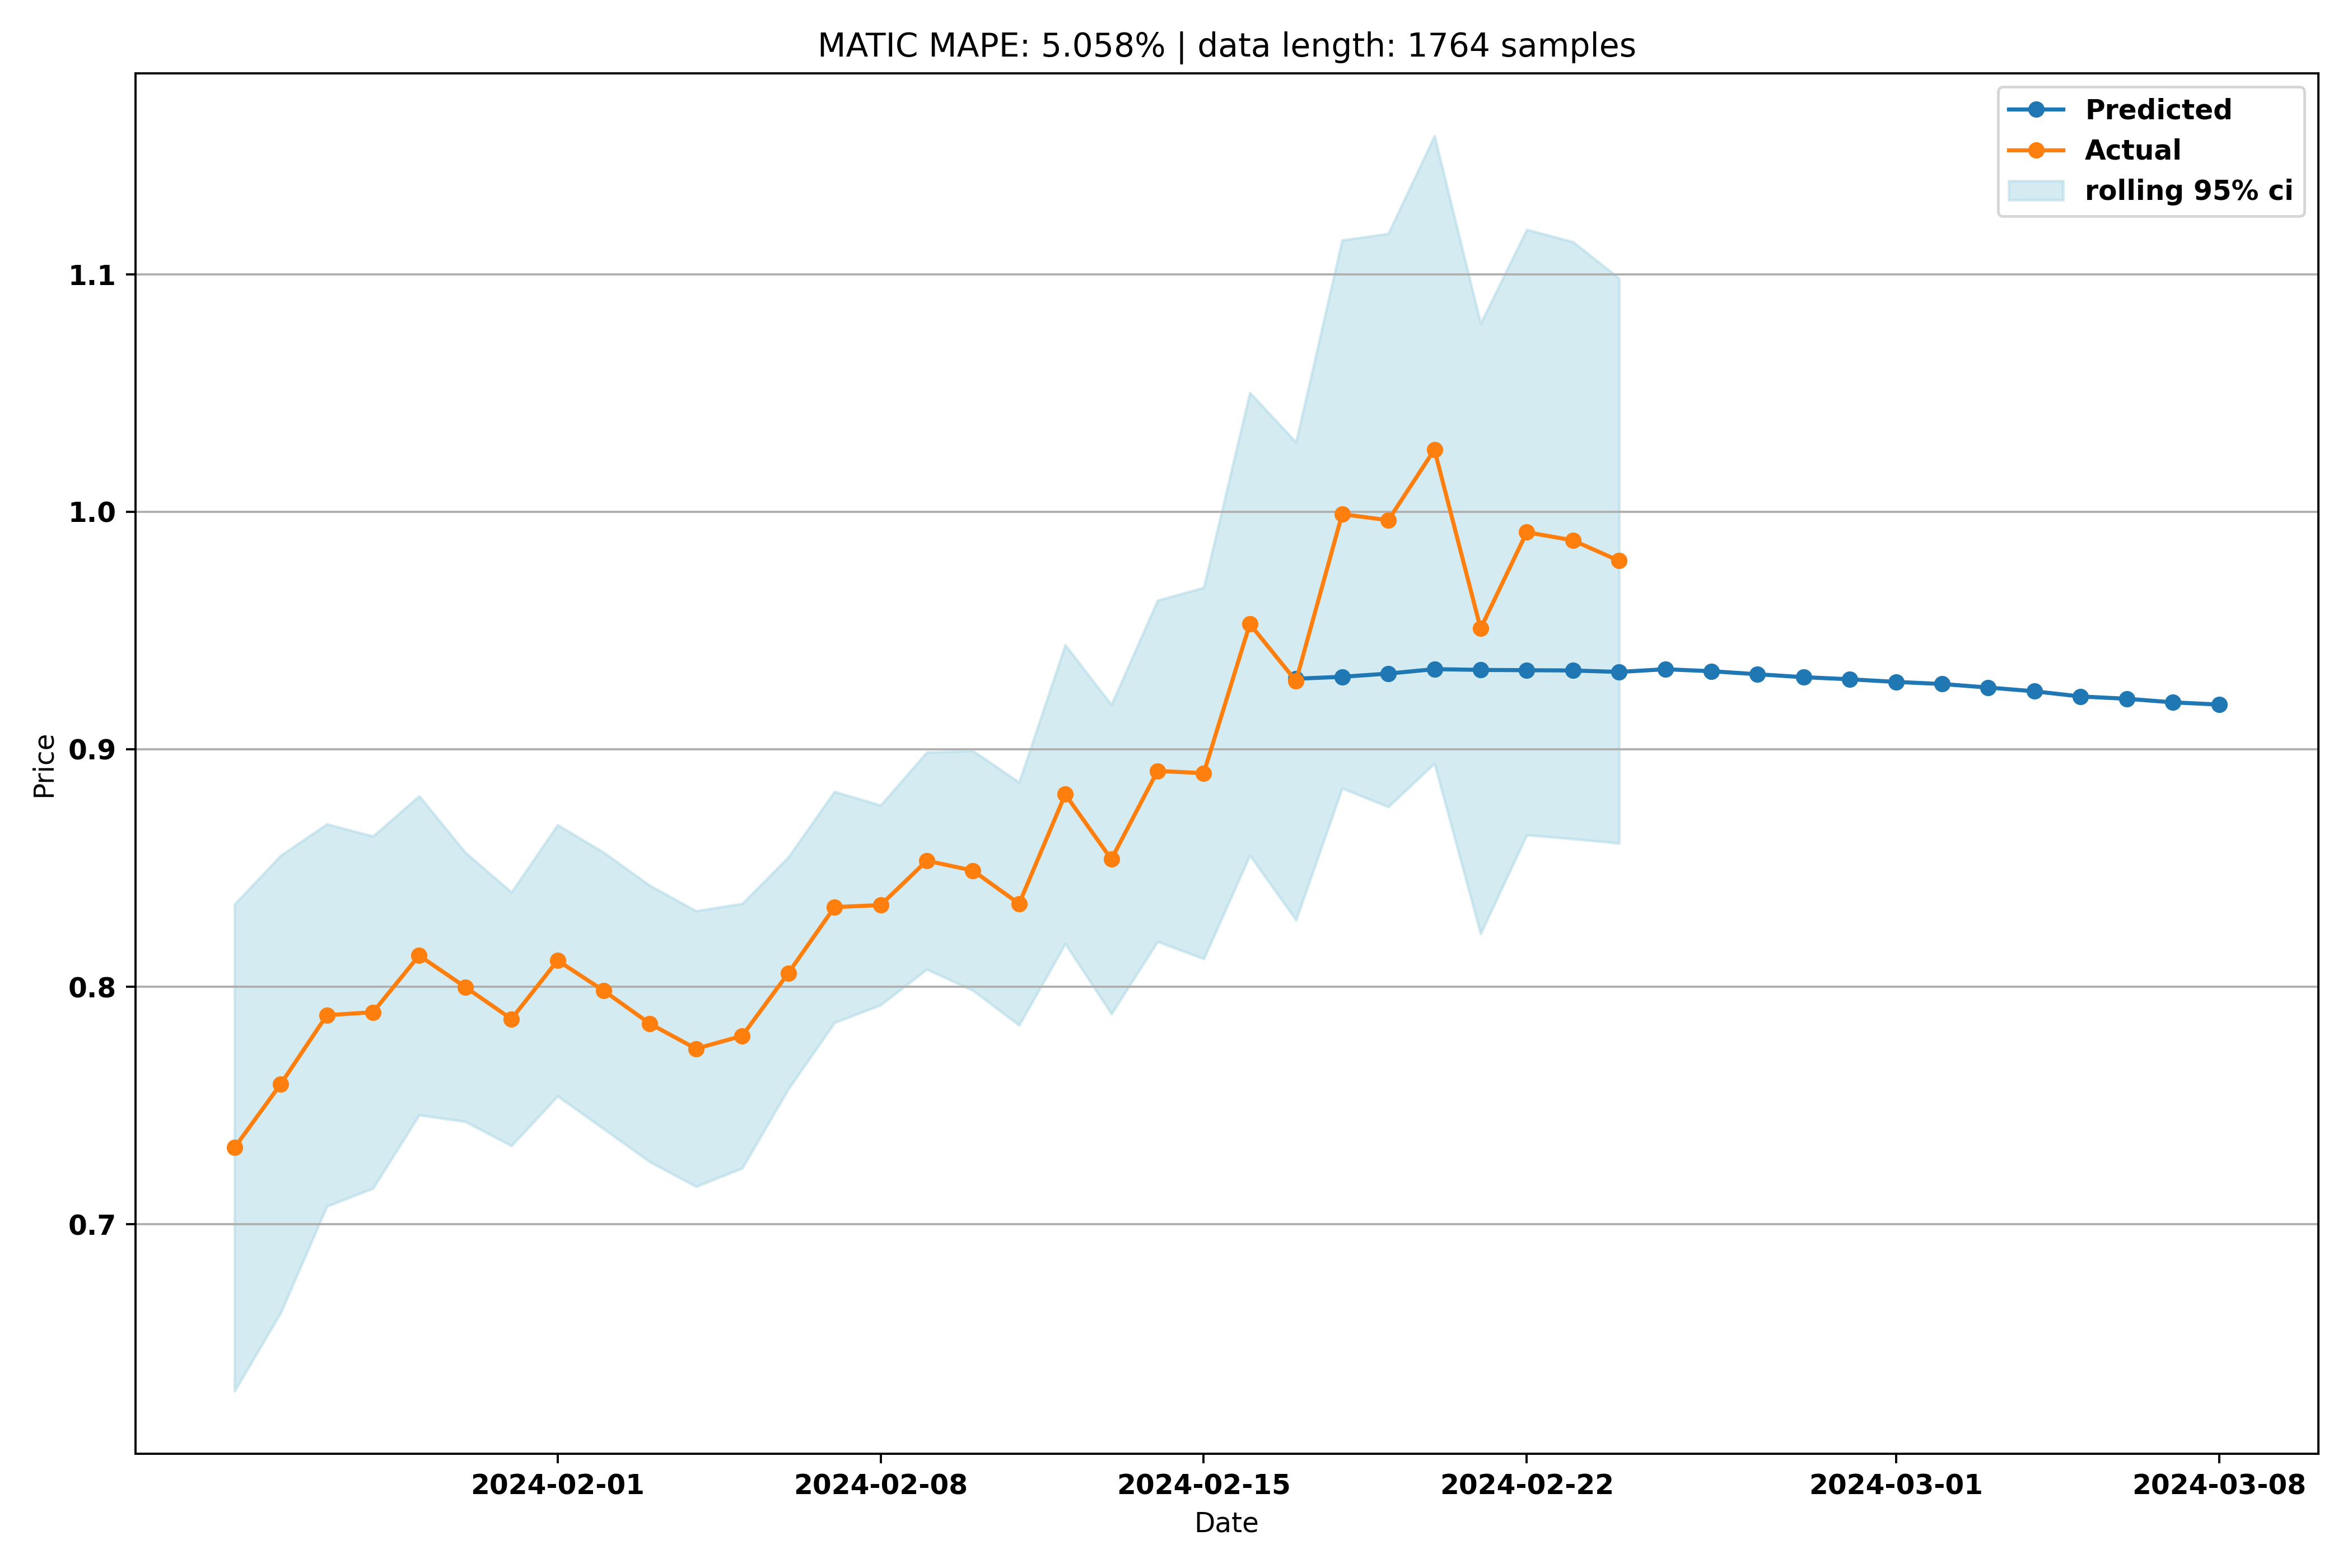 MATIC MAPE: 5.058% | data length: 1764 samples
Predicted
Actual
rolling 95% ci
1.1
1.0
0.9
0.8
0.7
Price
2024-02-01 2024-02-08 2024-02-15 2024-02-22 2024-03-01 2024-03-08
Date